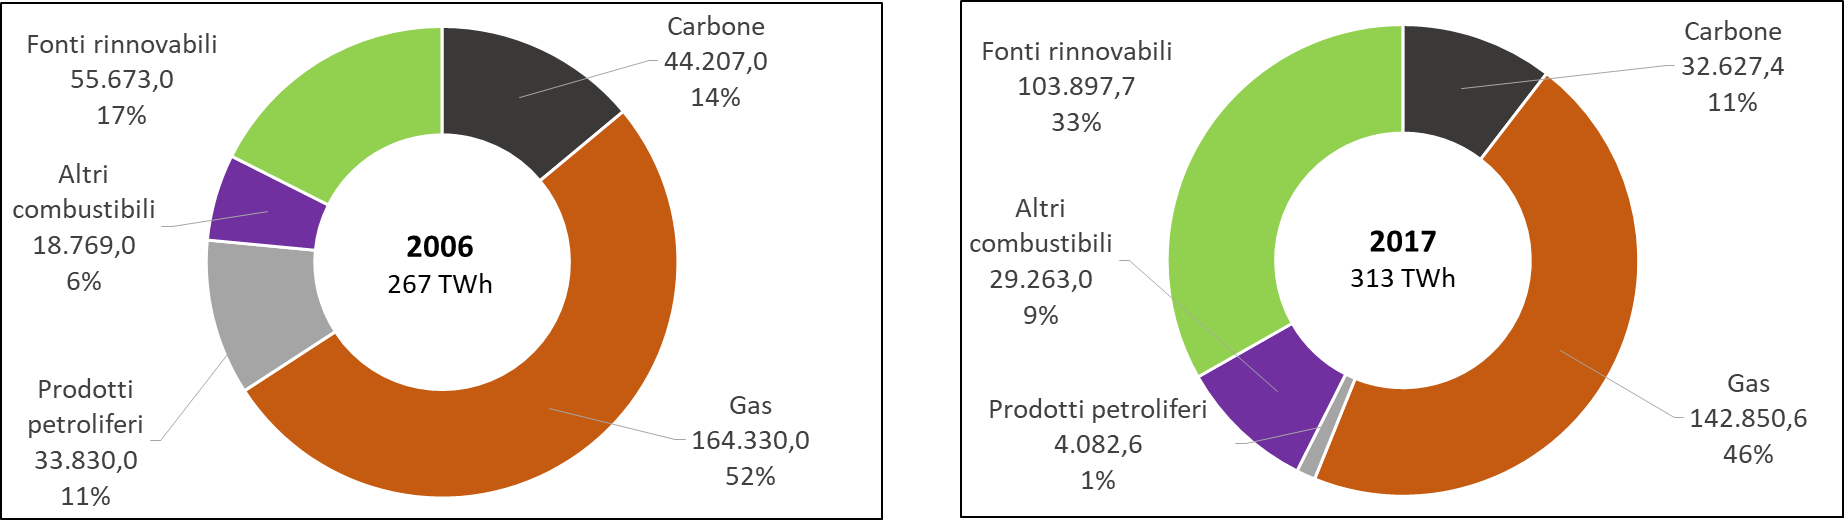 Fonti rinnovabili
55.673,0
17%
Carbone
44.207,0
14%
Altri
combustibili
18.769,0
6%
2006
267 TWh
Prodotti
petroliferi
33.830,0
11%
Gas
164.330,0
52%
Fonti rinnovabili
103.897,7
33%
Carbone
32.627,4
11%
Altri
combustibili
29.263,0
9%
2017
313 TWh
Prodotti petroliferi
4.082,6
1%
Gas
142.850,6
46%